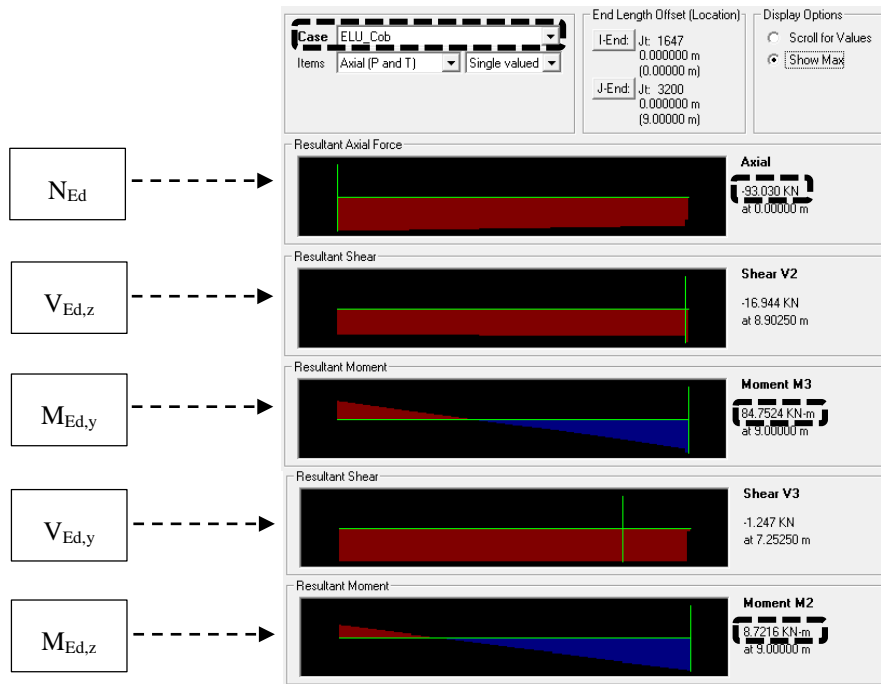 Case ELU_Cob
Items Axial (P and T) Single valued
End Length Offset (Location)
I-End: Jt: 1647
0.000000 m
(0.00000 m)
J-End: Jt: 3200
0.000000 m
(9.00000 m)
Display Options
Scroll for Values
Show Max
Resultant Axial Force
N_Ed
Axial
-93.030 KN
at 0.00000 m
Resultant Shear
V_Ed,z
Shear V2
-16.944 KN
at 8.90250 m
Resultant Moment
M_Ed,y
Moment M3
84.7524 KN-m
at 9.00000 m
Resultant Shear
V_Ed,y
Shear V3
-1.247 KN
at 7.25250 m
Resultant Moment
M_Ed,z
Moment M2
8.7216 KN-m
at 9.00000 m